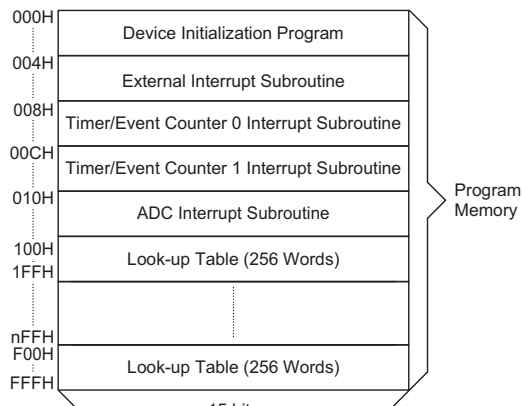 000H
Device Initialization Program
004H
External Interrupt Subroutine
008H
Timer/Event Counter 0 Interrupt Subroutine
00CH
Timer/Event Counter 1 Interrupt Subroutine
010H
ADC Interrupt Subroutine
Program
Memory
100H
Look-up Table (256 Words)
1FFH
nFFH
F00H
Look-up Table (256 Words)
FFFH
15 bits